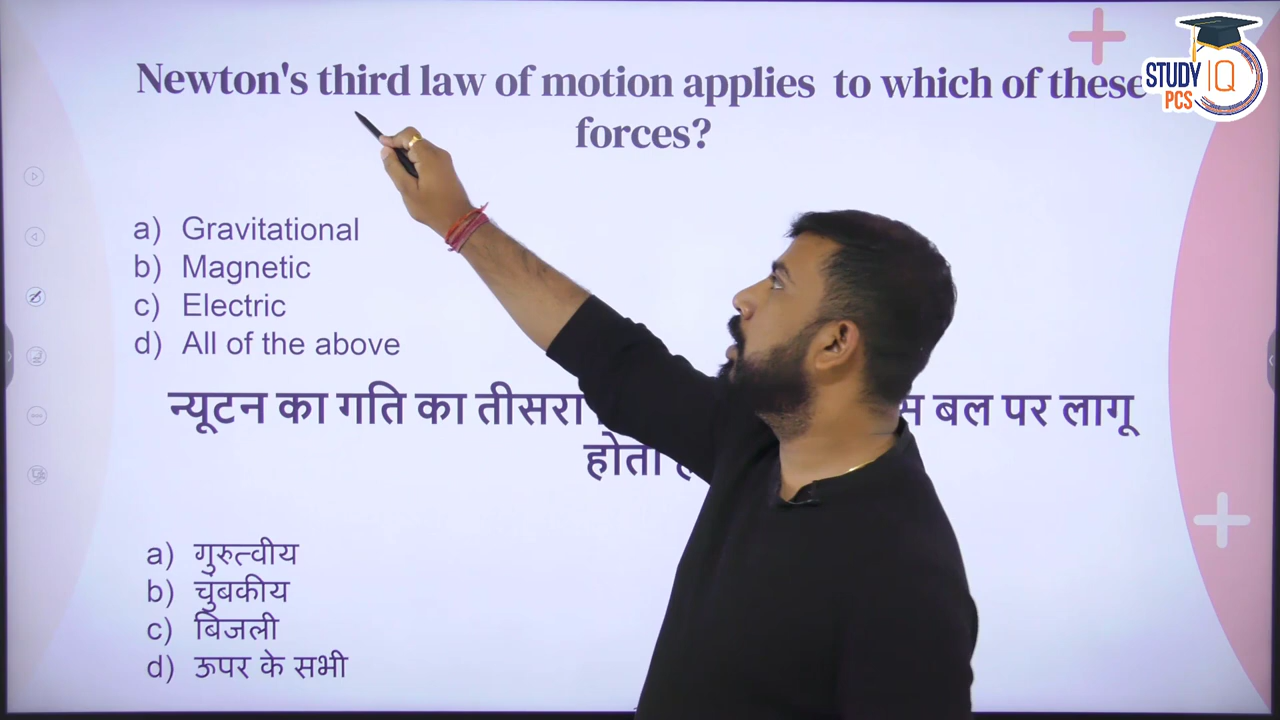 Newton's third law of motion applies to which of these
forces?
STUDY IQ
PCS
a) Gravitational
b) Magnetic
c) Electric
d) All of the above
न्यूटन का गति का तीसरा बल पर लागू
होता
a) गुरुत्वीय
b) चुंबकीय
c) बिजली
d) ऊपर के सभी